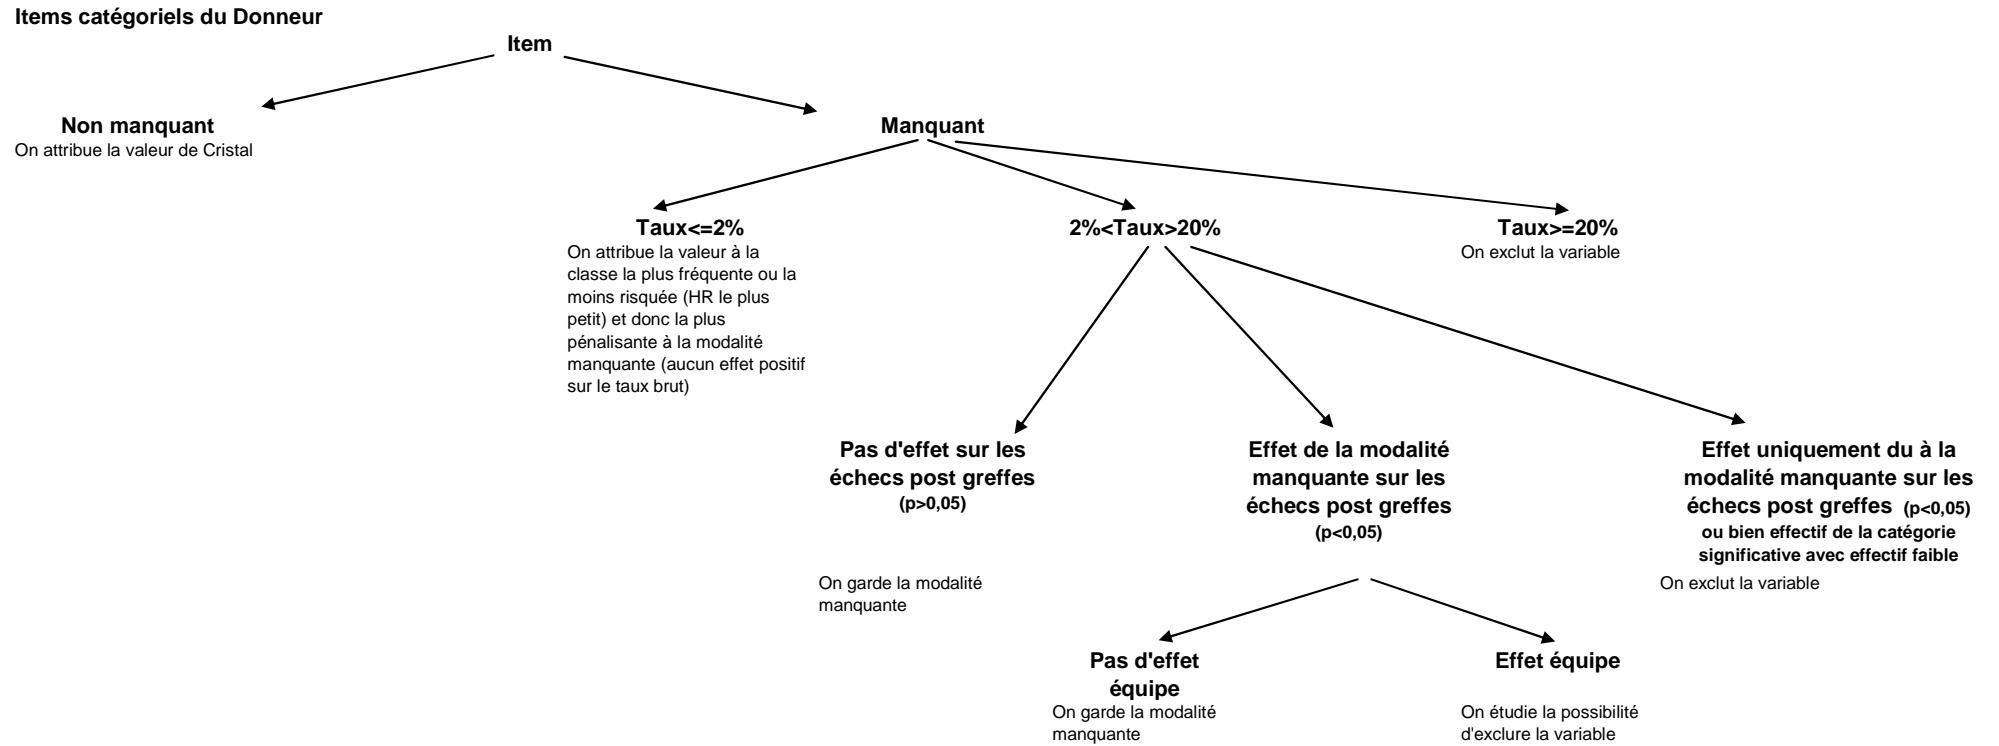 Items catégoriels du Donneur
Item
Non manquant
On attribue la valeur de Cristal
Manquant
Taux<=2%
On attribue la valeur à la
classe la plus fréquente ou la
moins risquée (HR le plus
petit) et donc la plus
pénalisante à la modalité
manquante (aucun effet positif
sur le taux brut)
2%<Taux>20%
Taux>=20%
On exclut la variable
Pas d'effet sur les
échecs post greffes
(p>0,05)
On garde la modalité
manquante
Effet de la modalité
manquante sur les
échecs post greffes
(p<0,05)
Effet uniquement du à la
modalité manquante sur les
échecs post greffes (p<0,05)
ou bien effectif de la catégorie
significative avec effectif faible
On exclut la variable
Pas d'effet
équipe
On garde la modalité
manquante
Effet équipe
On étudie la possibilité
d'exclure la variable